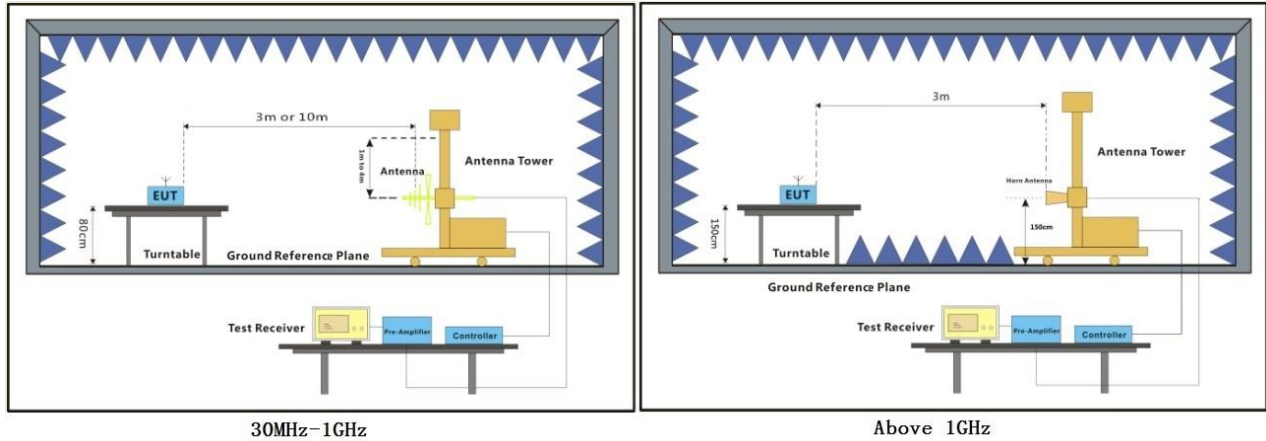 3m or 10m
1m to 4m
Antenna
Antenna Tower
EUT
80cm
Turntable
Ground Reference Plane
Test Receiver
Pre-Amplifier
Controller
30MHz-1GHz
3m
Antenna Tower
Horn Antenna
EUT
150cm
150cm
Turntable
Ground Reference Plane
Test Receiver
Pre-Amplifier
Controller
Above 1GHz